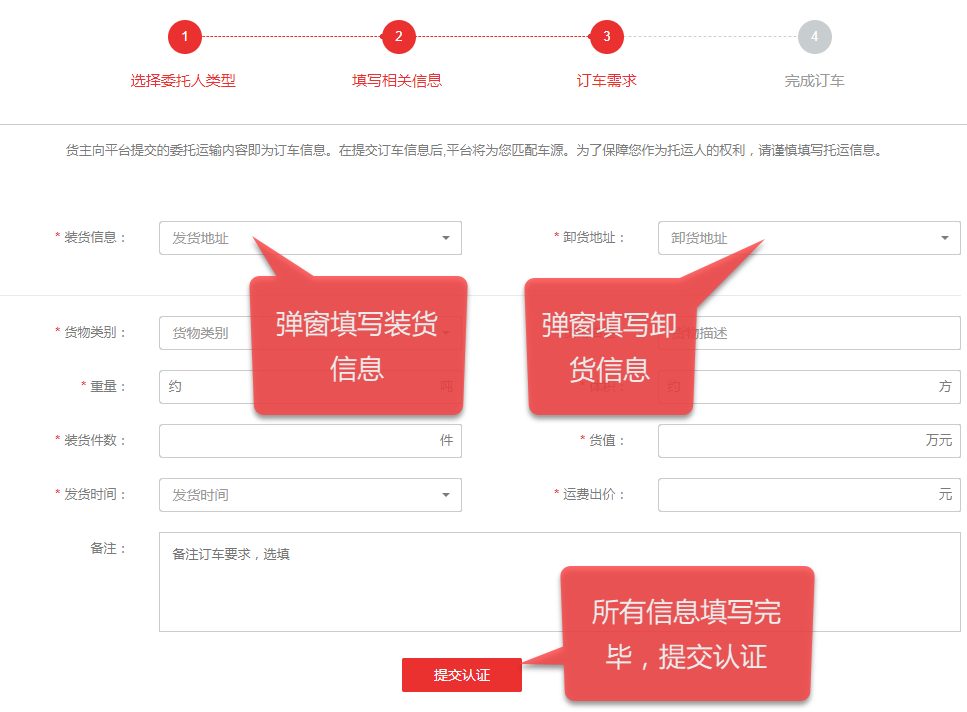 1
2
3
4
选择委托人类型
填写相关信息
订车需求
完成订车
货主向平台提交的委托运输内容即为订车信息。在提交订车信息后,平台将为您匹配车源。为了保障您作为托运人的权利，请谨慎填写托运信息。
* 装货信息：
发货地址
* 卸货地址：
卸货地址
弹窗填写装货
信息
弹窗填写卸
货信息
* 货物类别：
货物类别
货物描述
* 重量：
约
吨
* 体积：
约
方
* 装货件数：
件
* 货值：
万元
* 发货时间：
发货时间
* 运费出价：
元
备注：
备注订车要求，选填
所有信息填写完
毕，提交认证
提交认证